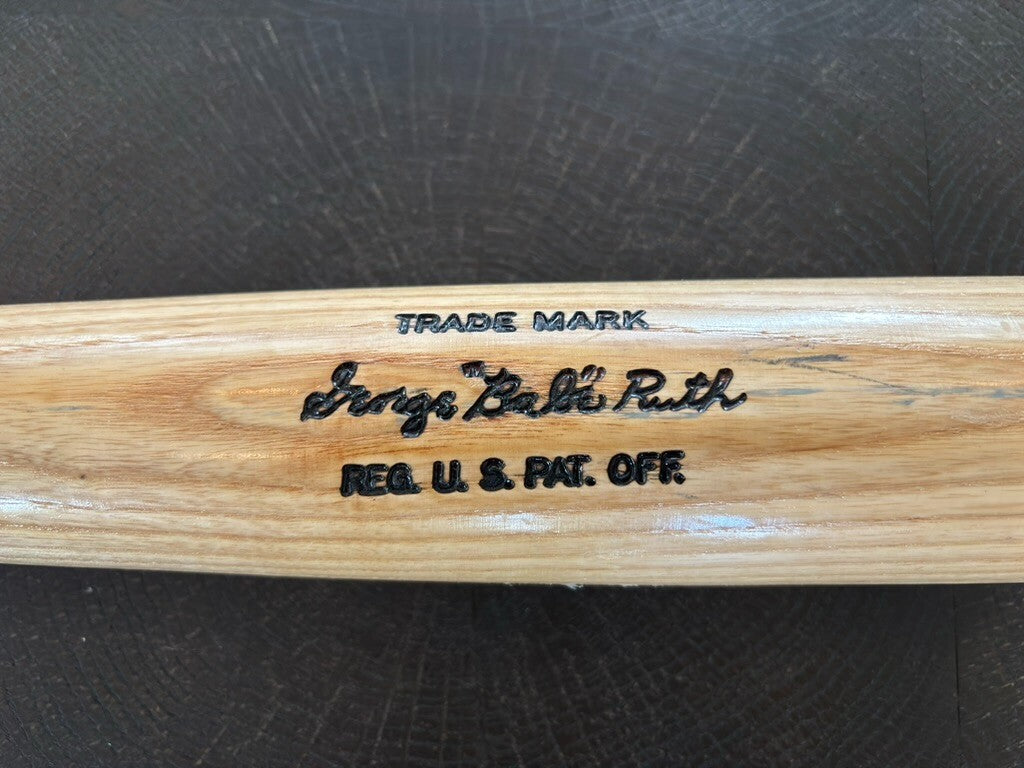 TRADE MARK
George "Babe" Ruth
REG. U. S. PAT. OFF.